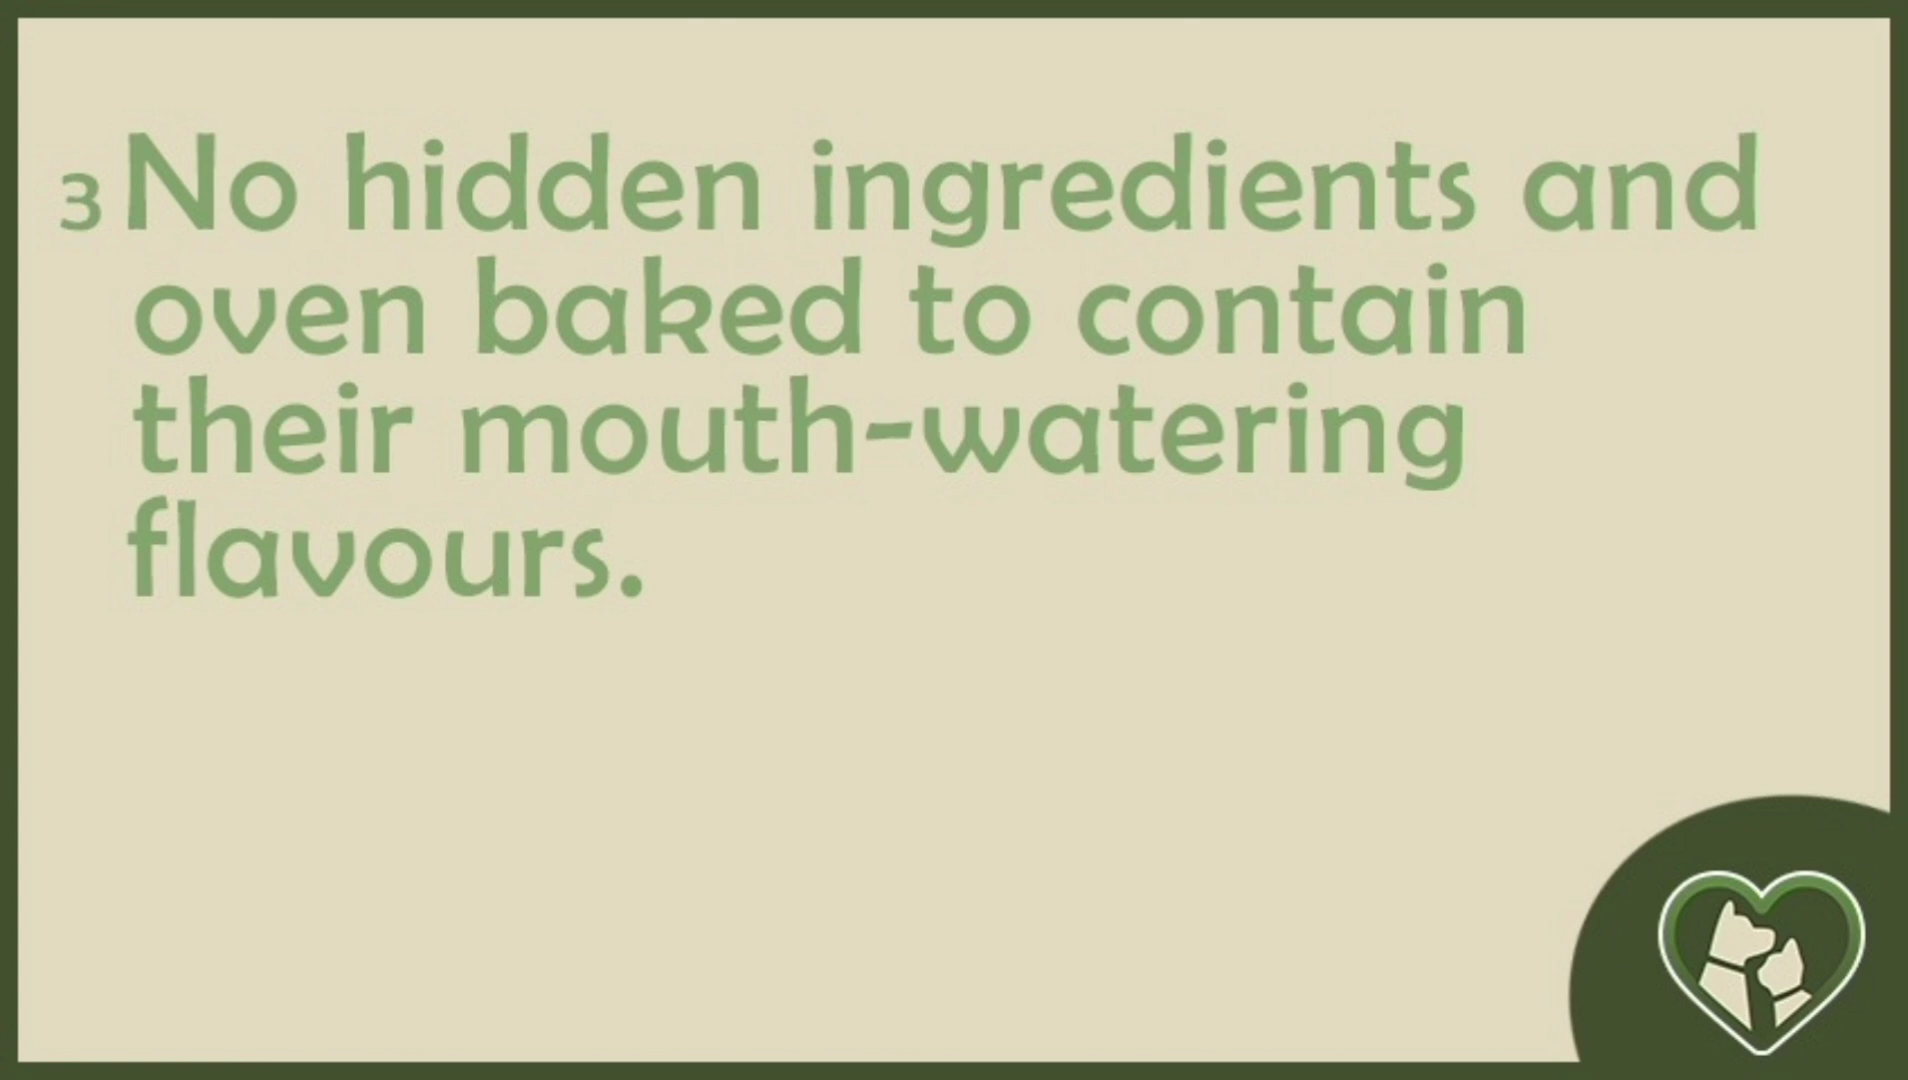 3 No hidden ingredients and
oven baked to contain
their mouth-watering
flavours.